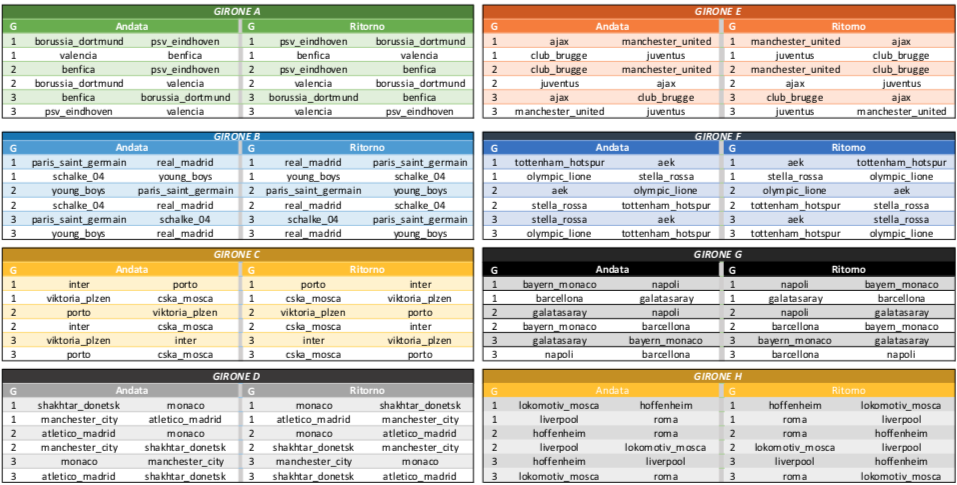 GIRONE A
G Andata G Ritorno
1 borussia_dortmund psv_eindhoven 1 psv_eindhoven borussia_dortmund
1 valencia benfica 1 benfica valencia
2 benfica psv_eindhoven 2 psv_eindhoven benfica
2 borussia_dortmund valencia 2 valencia borussia_dortmund
3 benfica borussia_dortmund 3 borussia_dortmund benfica
3 psv_eindhoven valencia 3 valencia psv_eindhoven
GIRONE E
G Andata G Ritorno
1 ajax manchester_united 1 manchester_united ajax
1 club_brugge juventus 1 juventus club_brugge
2 club_brugge manchester_united 2 manchester_united club_brugge
2 juventus ajax 2 ajax juventus
3 ajax club_brugge 3 club_brugge ajax
3 manchester_united juventus 3 juventus manchester_united
GIRONE B
G Andata G Ritorno
1 paris_saint_germain real_madrid 1 real_madrid paris_saint_germain
1 schalke_04 young_boys 1 young_boys schalke_04
2 young_boys paris_saint_germain 2 paris_saint_germain young_boys
2 schalke_04 real_madrid 2 real_madrid schalke_04
3 paris_saint_germain schalke_04 3 schalke_04 paris_saint_germain
3 young_boys real_madrid 3 real_madrid young_boys
GIRONE F
G Andata G Ritorno
1 tottenham_hotspur aek 1 aek tottenham_hotspur
1 olympic_lione stella_rossa 1 stella_rossa olympic_lione
2 aek olympic_lione 2 olympic_lione aek
2 stella_rossa tottenham_hotspur 2 tottenham_hotspur stella_rossa
3 stella_rossa aek 3 aek stella_rossa
3 olympic_lione tottenham_hotspur 3 tottenham_hotspur olympic_lione
GIRONE C
G Andata G Ritorno
1 inter porto 1 porto inter
1 viktoria_plzen cska_mosca 1 cska_mosca viktoria_plzen
2 porto viktoria_plzen 2 viktoria_plzen porto
2 inter cska_mosca 2 cska_mosca inter
3 viktoria_plzen inter 3 inter viktoria_plzen
3 porto cska_mosca 3 cska_mosca porto
GIRONE G
G Andata G Ritorno
1 bayern_monaco napoli 1 napoli bayern_monaco
1 barcellona galatasaray 1 galatasaray barcellona
2 galatasaray napoli 2 napoli galatasaray
2 bayern_monaco barcellona 2 barcellona bayern_monaco
3 galatasaray bayern_monaco 3 bayern_monaco galatasaray
3 napoli barcellona 3 barcellona napoli
GIRONE D
G Andata G Ritorno
1 shakhtar_donetsk monaco 1 monaco shakhtar_donetsk
1 manchester_city atletico_madrid 1 atletico_madrid manchester_city
2 atletico_madrid monaco 2 monaco atletico_madrid
2 manchester_city shakhtar_donetsk 2 shakhtar_donetsk manchester_city
3 monaco manchester_city 3 manchester_city monaco
3 atletico_madrid shakhtar_donetsk 3 shakhtar_donetsk atletico_madrid
GIRONE H
G Andata G Ritorno
1 lokomotiv_mosca hoffenheim 1 hoffenheim lokomotiv_mosca
1 liverpool roma 1 roma liverpool
2 hoffenheim roma 2 roma hoffenheim
2 liverpool lokomotiv_mosca 2 lokomotiv_mosca liverpool
3 hoffenheim liverpool 3 liverpool hoffenheim
3 lokomotiv_mosca roma 3 roma lokomotiv_mosca